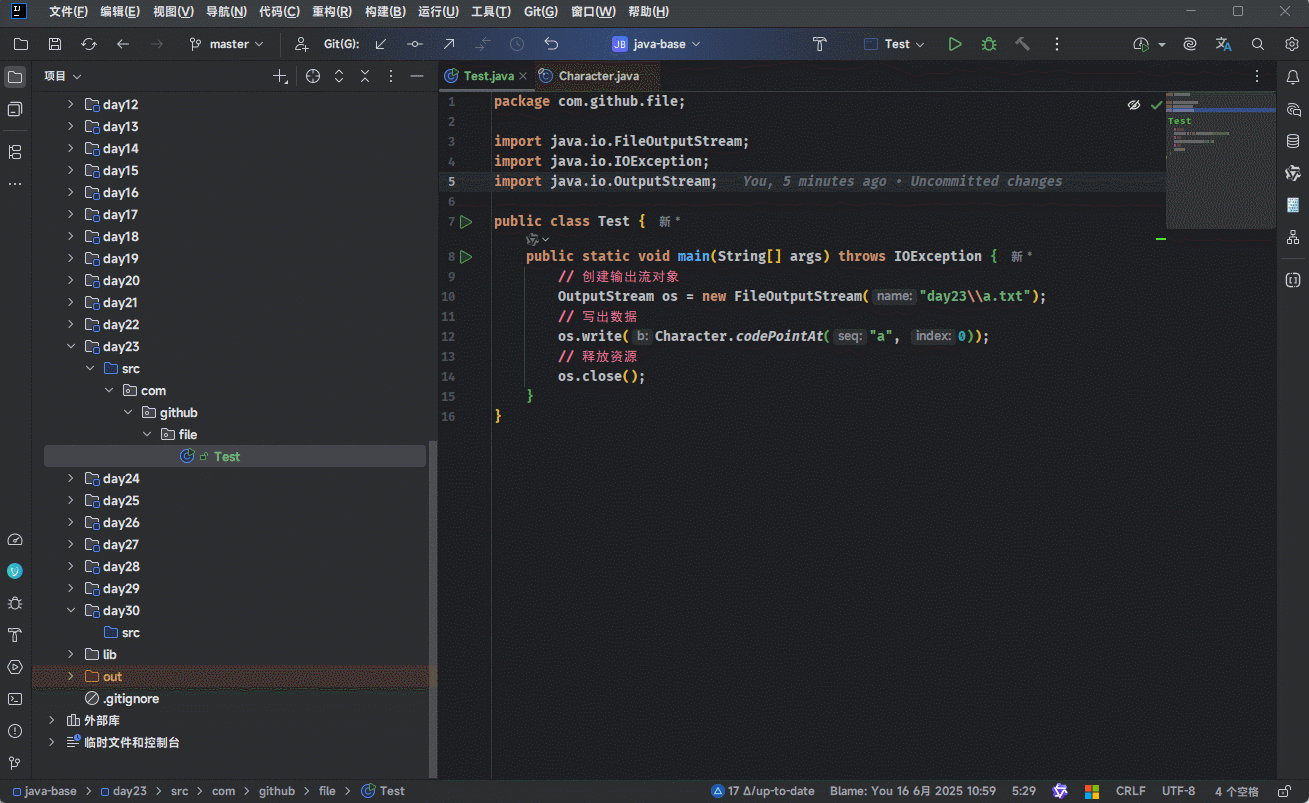 文件(F) 编辑(E) 视图(V) 导航(N) 代码(C) 重构(R) 构建(B) 运行(U) 工具(T) Git(G) 窗口(W) 帮助(H)
master Git(G): JB java-base Test
项目
Test.java Character.java
day12
day13
day14
day15
day16
day17
day18
day19
day20
day21
day22
day23
src
com
github
file
Test
day24
day25
day26
day27
day28
day29
day30
src
lib
out
.gitignore
外部库
临时文件和控制台
1 package com.github.file;
2
3 import java.io.FileOutputStream;
4 import java.io.IOException;
5 import java.io.OutputStream; You, 5 minutes ago • Uncommitted changes
6
7 public class Test { 新 *
8 public static void main(String[] args) throws IOException { 新 *
9 // 创建输出流对象
10 OutputStream os = new FileOutputStream( name: "day23\\a.txt");
11 // 写出数据
12 os.write( b: Character.codePointAt( seq: "a", index: 0));
13 // 释放资源
14 os.close();
15 }
16 }
Test
java-base > day23 > src > com > github > file > Test 17 ∆/up-to-date Blame: You 16 6月 2025 10:59 5:29 CRLF UTF-8 4 个空格